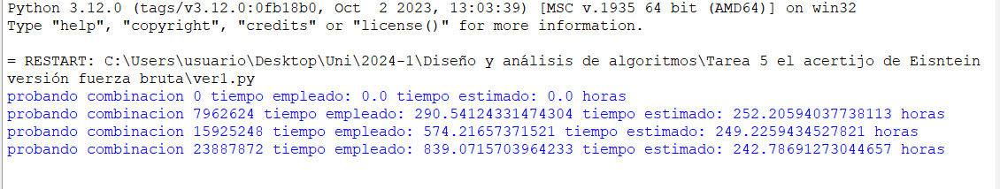 Python 3.12.0 (tags/v3.12.0:0fb18b0, Oct  2 2023, 13:03:39) [MSC v.1935 64 bit (AMD64)] on win32
Type "help", "copyright", "credits" or "license()" for more information.
= RESTART: C:\Users\usuario\Desktop\Uni\2024-1\Diseño y análisis de algoritmos\Tarea 5 el acertijo de Eisntein
versión fuerza bruta\ver1.py
probando combinacion 0 tiempo empleado: 0.0 tiempo estimado: 0.0 horas
probando combinacion 7962624 tiempo empleado: 290.54124331474304 tiempo estimado: 252.20594037738113 horas
probando combinacion 15925248 tiempo empleado: 574.21657371521 tiempo estimado: 249.2259434527821 horas
probando combinacion 23887872 tiempo empleado: 839.0715703964233 tiempo estimado: 242.78691273044657 horas